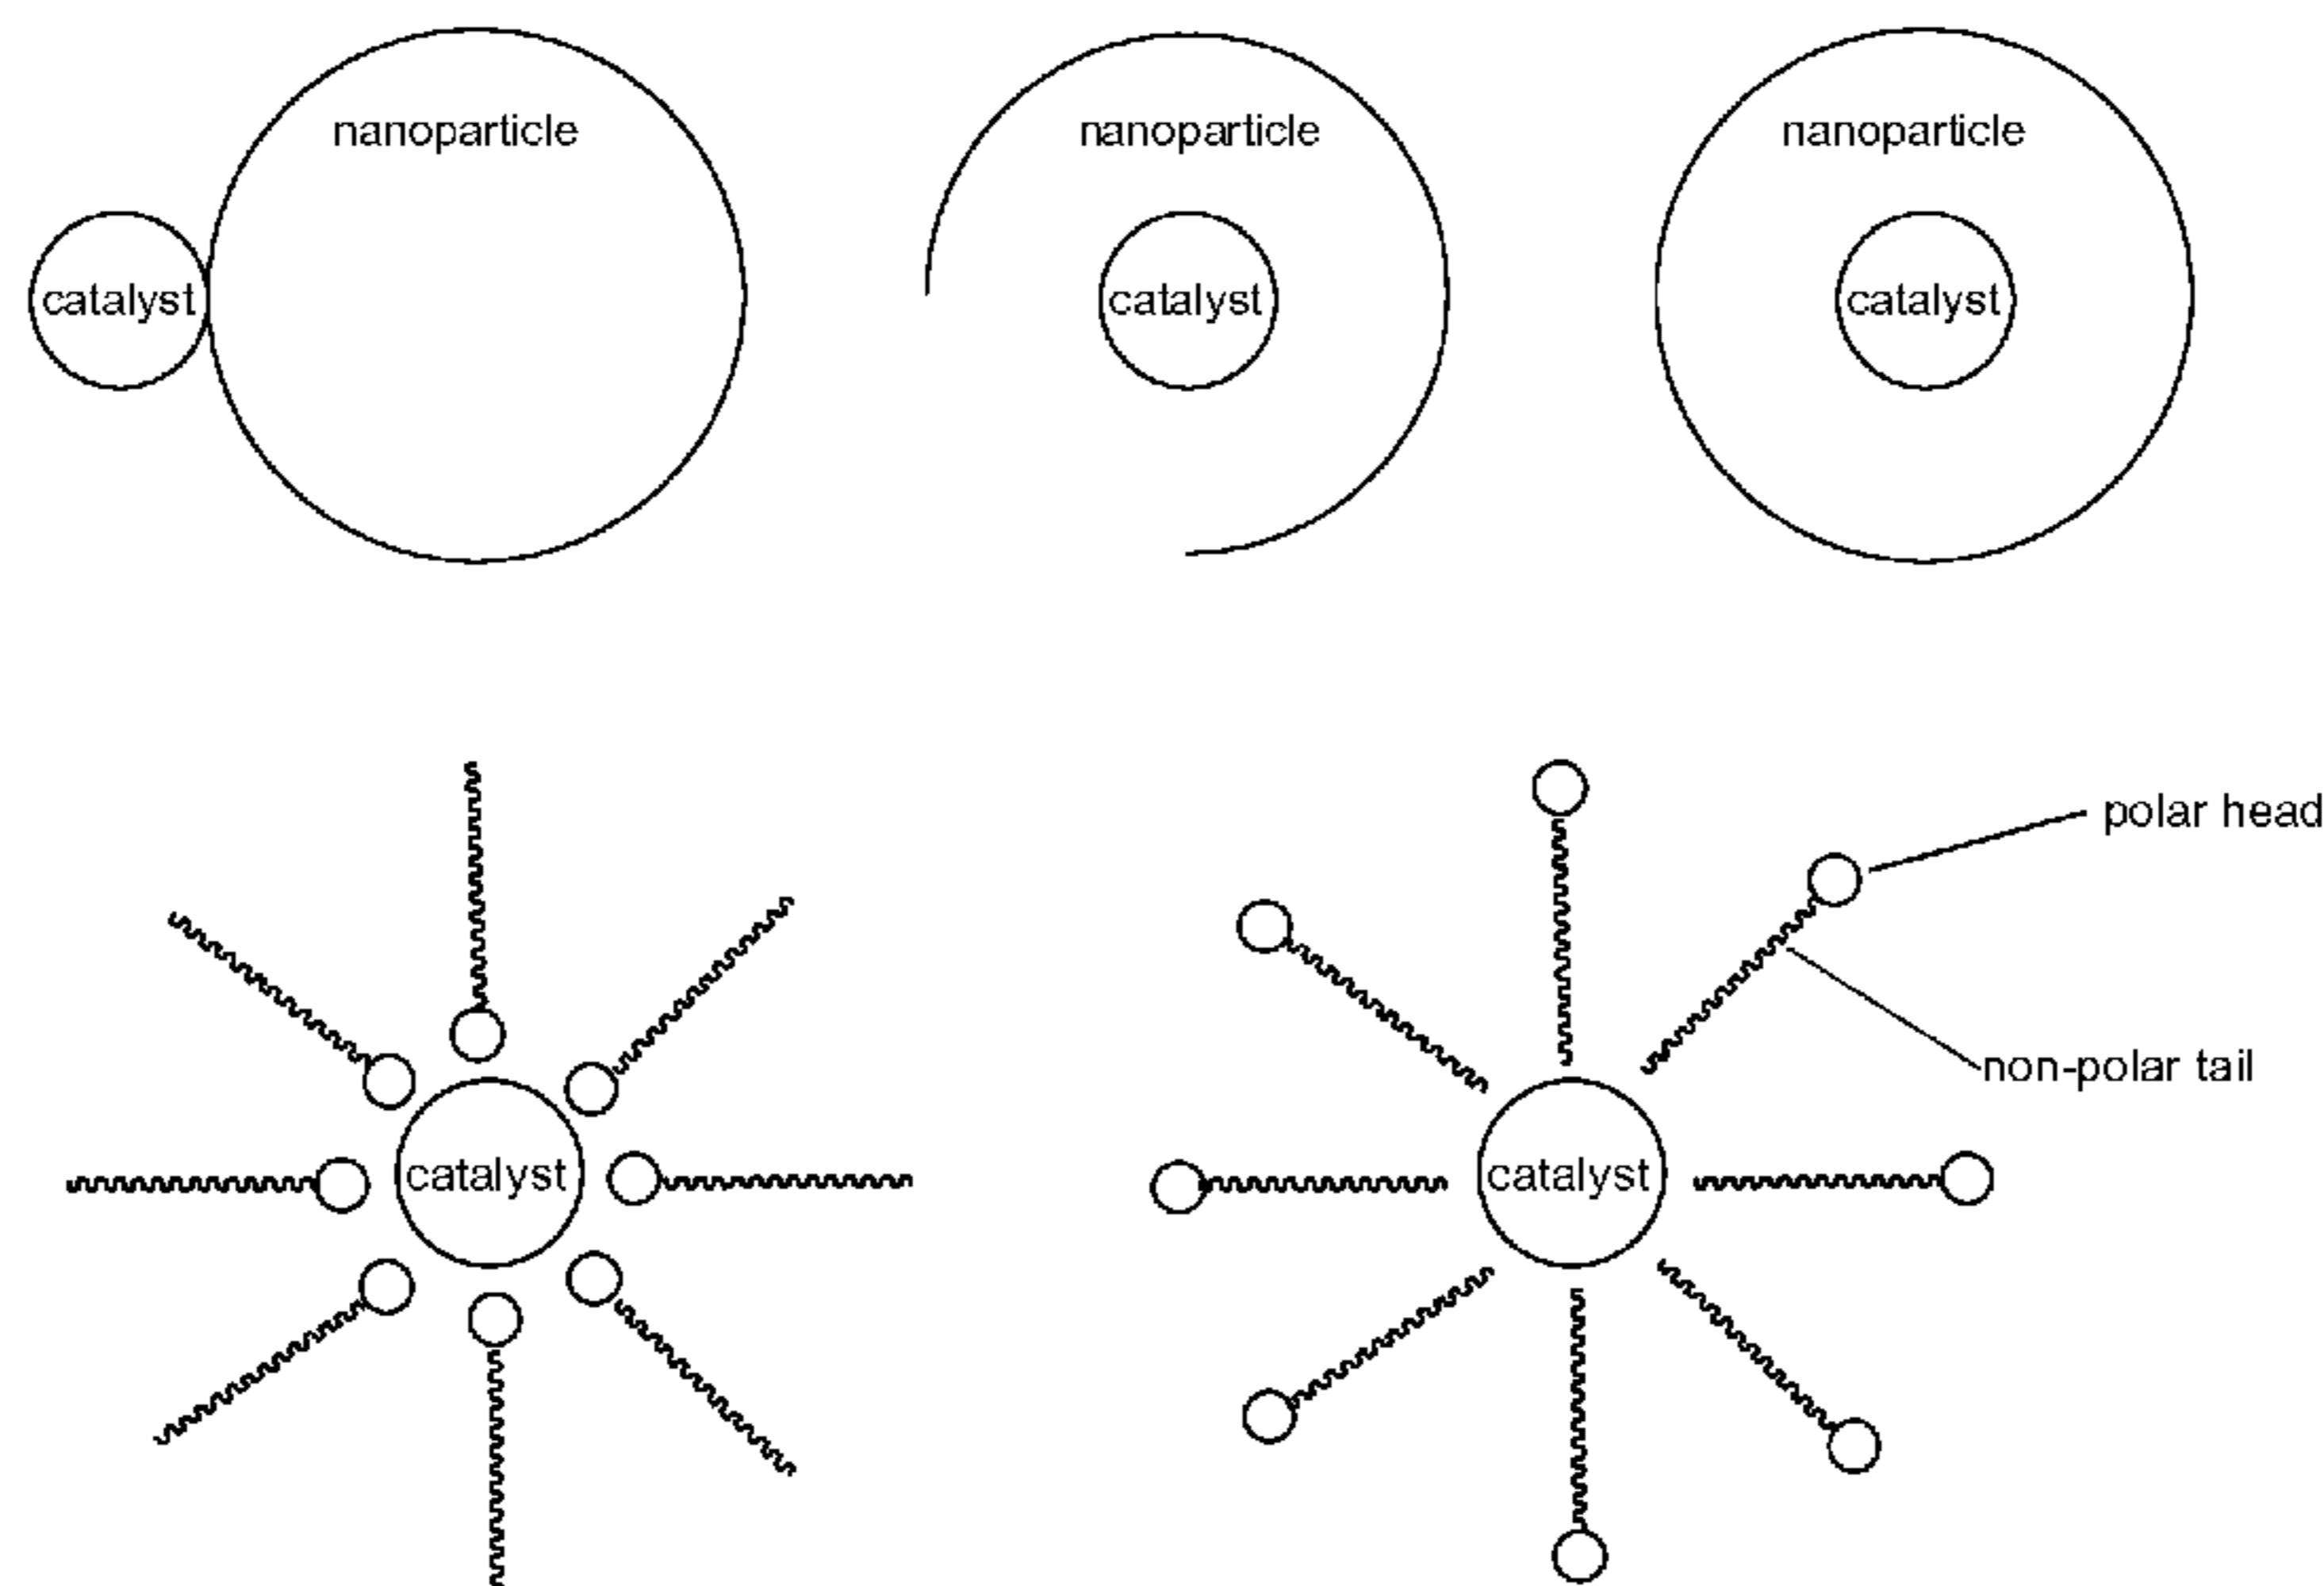 nanoparticle
catalyst
nanoparticle
catalyst
nanoparticle
catalyst
catalyst
catalyst
polar head
non-polar tail